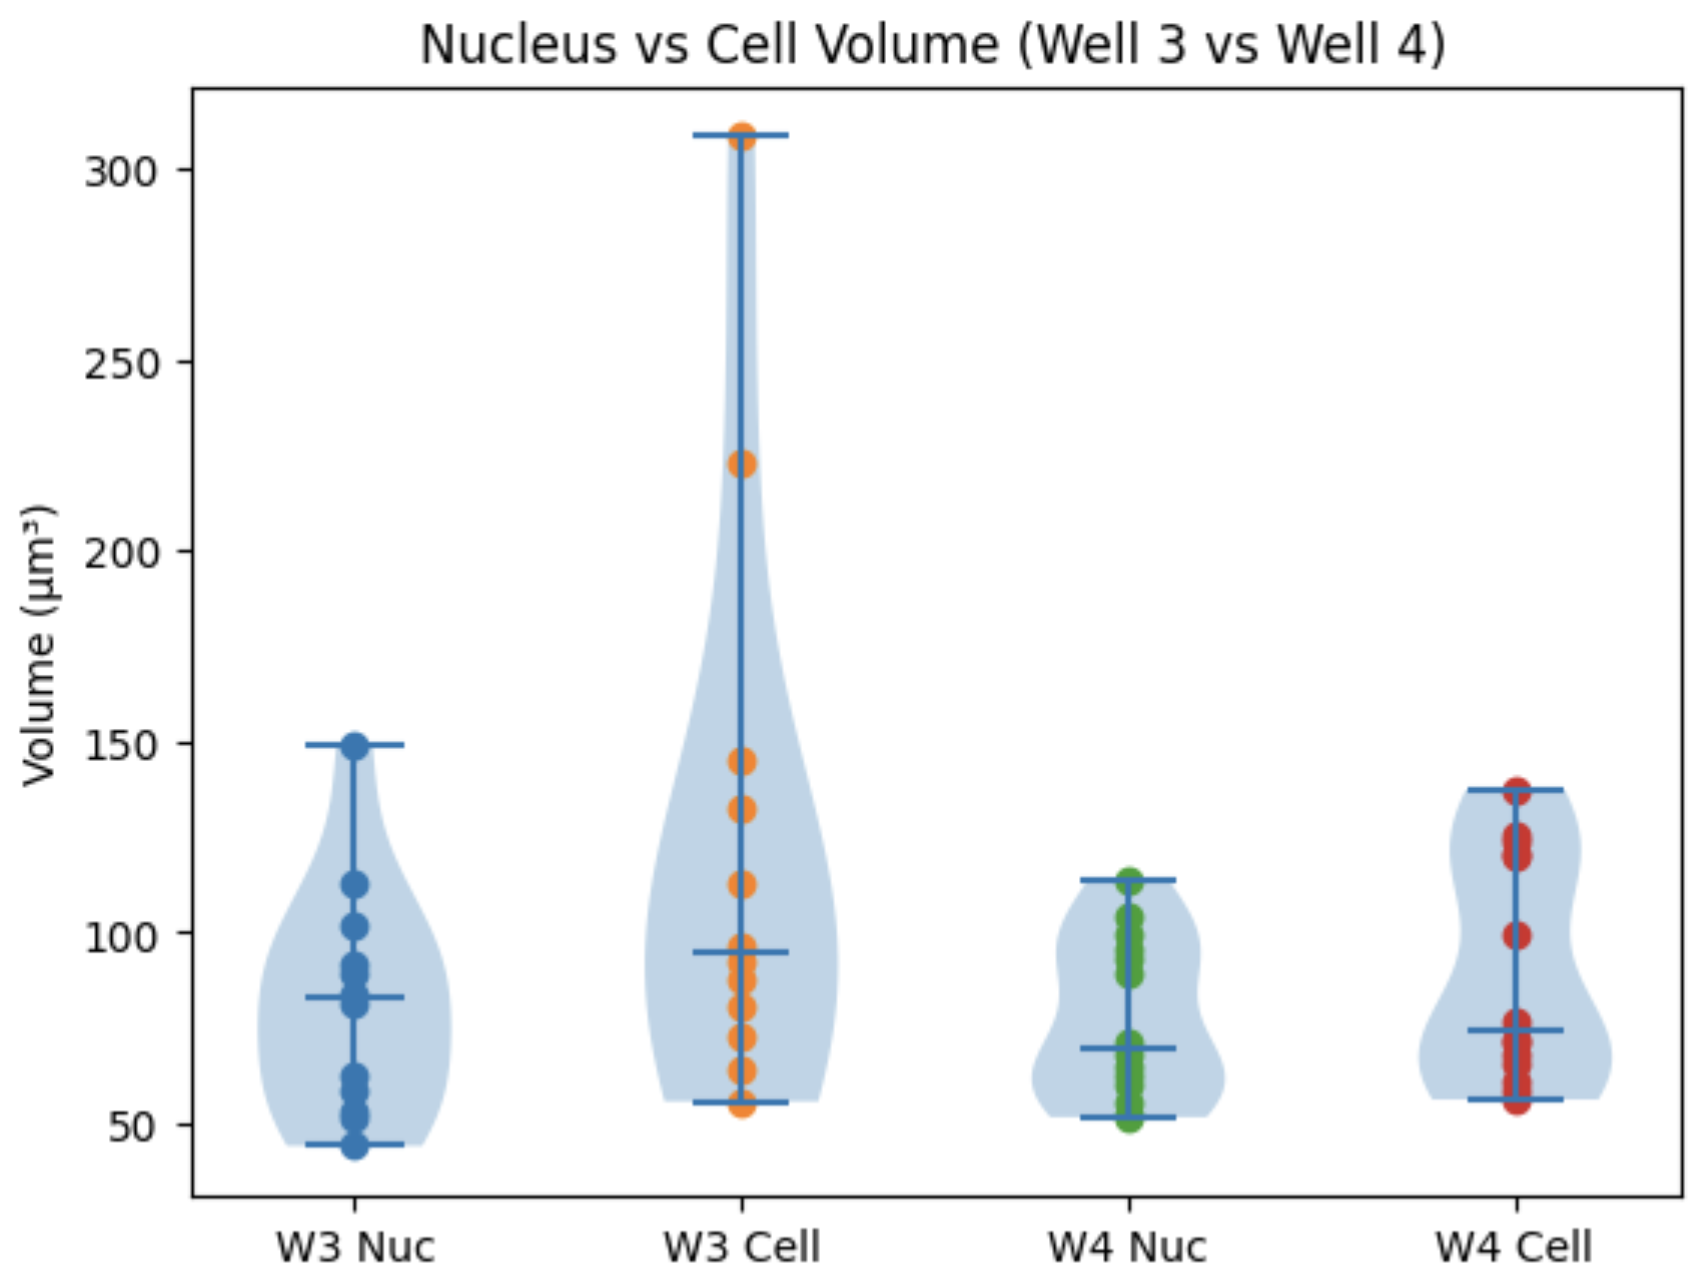 Nucleus vs Cell Volume (Well 3 vs Well 4)
Volume (µm³)
300
250
200
150
100
50
W3 Nuc
W3 Cell
W4 Nuc
W4 Cell